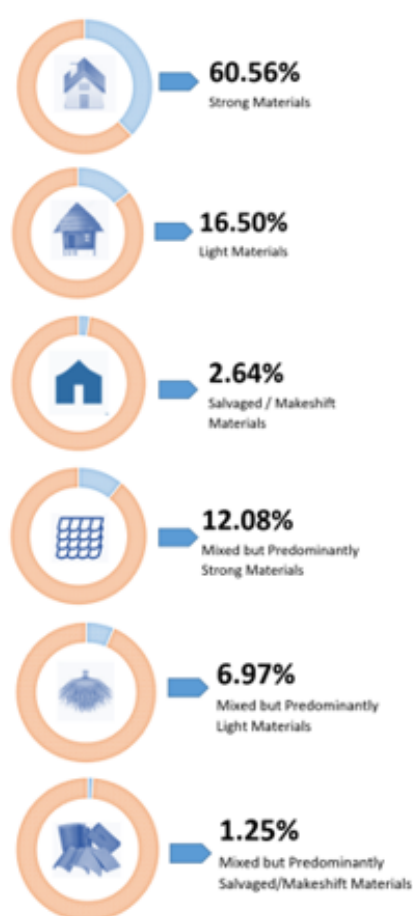 60.56%
Strong Materials
16.50%
Light Materials
2.64%
Salvaged / Makeshift
Materials
12.08%
Mixed but Predominantly
Strong Materials
6.97%
Mixed but Predominantly
Light Materials
1.25%
Mixed but Predominantly
Salvaged/Makeshift Materials